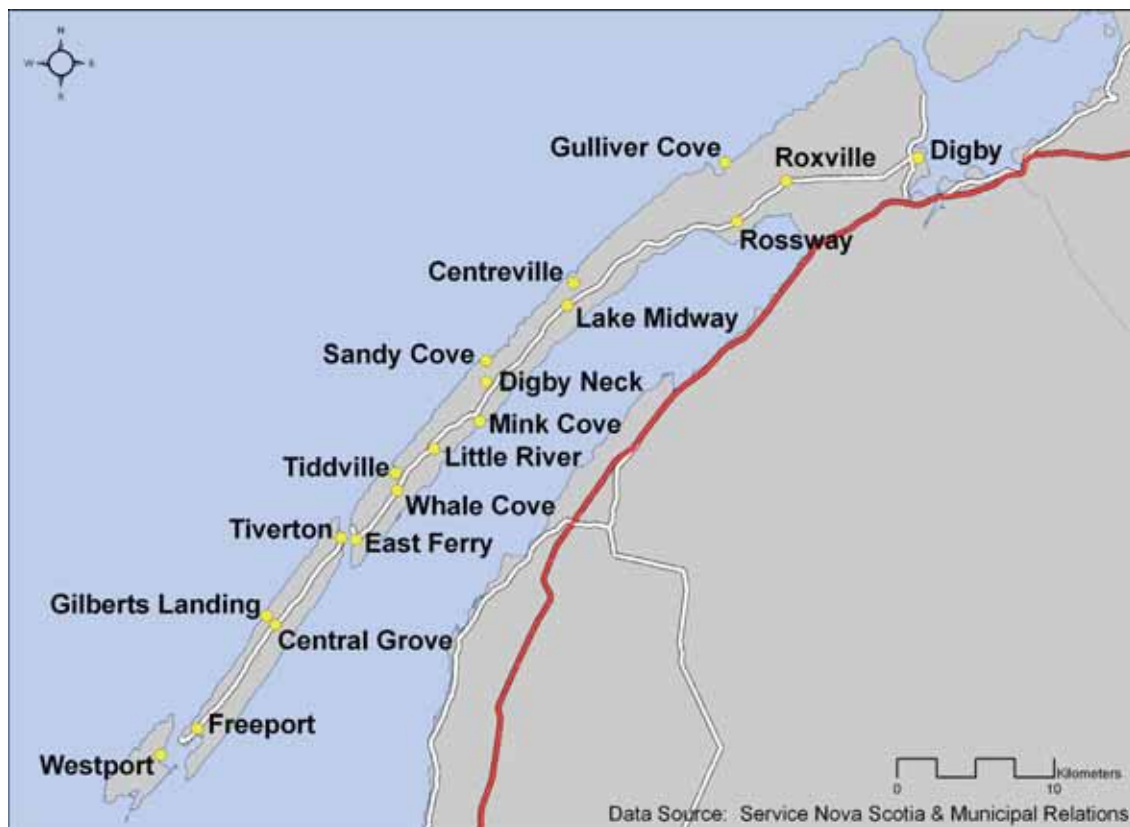 N
W E
S
Gulliver Cove
Roxville
Digby
Rossway
Centreville
Lake Midway
Sandy Cove
Digby Neck
Mink Cove
Little River
Tiddville
Whale Cove
Tiverton
East Ferry
Gilberts Landing
Central Grove
Freeport
Westport
Kilometers
0 10
Data Source: Service Nova Scotia & Municipal Relations